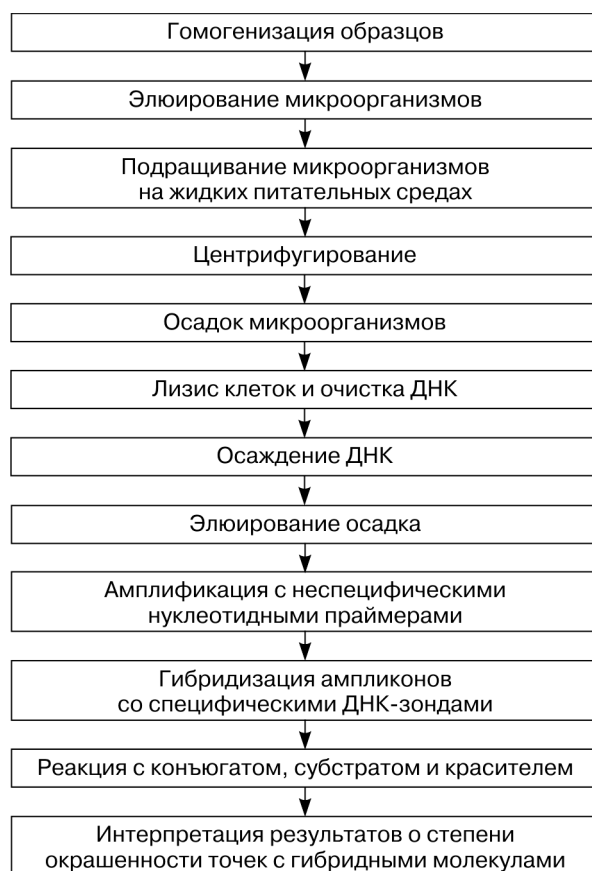 Гомогенизация образцов
Элюирование микроорганизмов
Подращивание микроорганизмов
на жидких питательных средах
Центрифугирование
Осадок микроорганизмов
Лизис клеток и очистка ДНК
Осаждение ДНК
Элюирование осадка
Амплификация с неспецифическими
нуклеотидными праймерами
Гибридизация ампликонов
со специфическими ДНК-зондами
Реакция с конъюгатом, субстратом и красителем
Интерпретация результатов о степени
окрашенности точек с гибридными молекулами